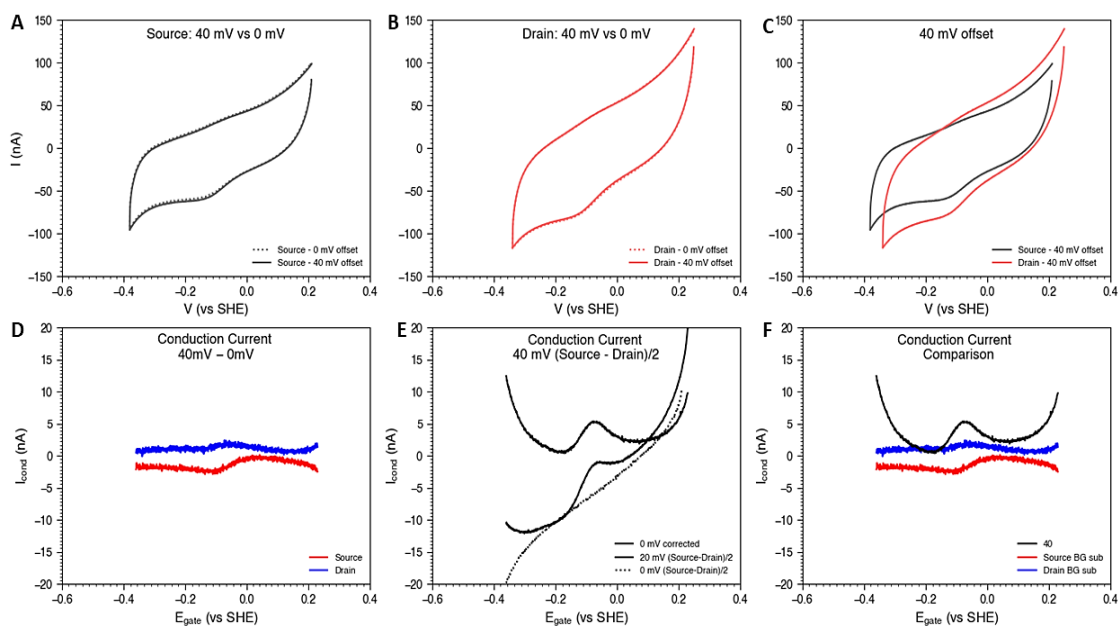 A
Source: 40 mV vs 0 mV
150
100
50
0
−50
−100
−150
I (nA)
Source - 0 mV offset
Source - 40 mV offset
−0.6 −0.4 −0.2 0.0 0.2 0.4
V (vs SHE)
B
Drain: 40 mV vs 0 mV
150
100
50
0
−50
−100
−150
Drain - 0 mV offset
Drain - 40 mV offset
−0.6 −0.4 −0.2 0.0 0.2 0.4
V (vs SHE)
C
40 mV offset
150
100
50
0
−50
−100
−150
Source - 40 mV offset
Drain - 40 mV offset
−0.6 −0.4 −0.2 0.0 0.2 0.4
V (vs SHE)
D
Conduction Current
40mV − 0mV
20
15
10
5
0
−5
−10
−15
−20
Icond (nA)
Source
Drain
−0.6 −0.4 −0.2 0.0 0.2 0.4
Egate (vs SHE)
E
Conduction Current
40 mV (Source - Drain)/2
20
15
10
5
0
−5
−10
−15
−20
Icond (nA)
0 mV corrected
20 mV (Source-Drain)/2
0 mV (Source-Drain)/2
−0.6 −0.4 −0.2 0.0 0.2 0.4
Egate (vs SHE)
F
Conduction Current
Comparison
20
15
10
5
0
−5
−10
−15
−20
Icond (nA)
40
Source BG sub
Drain BG sub
−0.6 −0.4 −0.2 0.0 0.2 0.4
Egate (vs SHE)